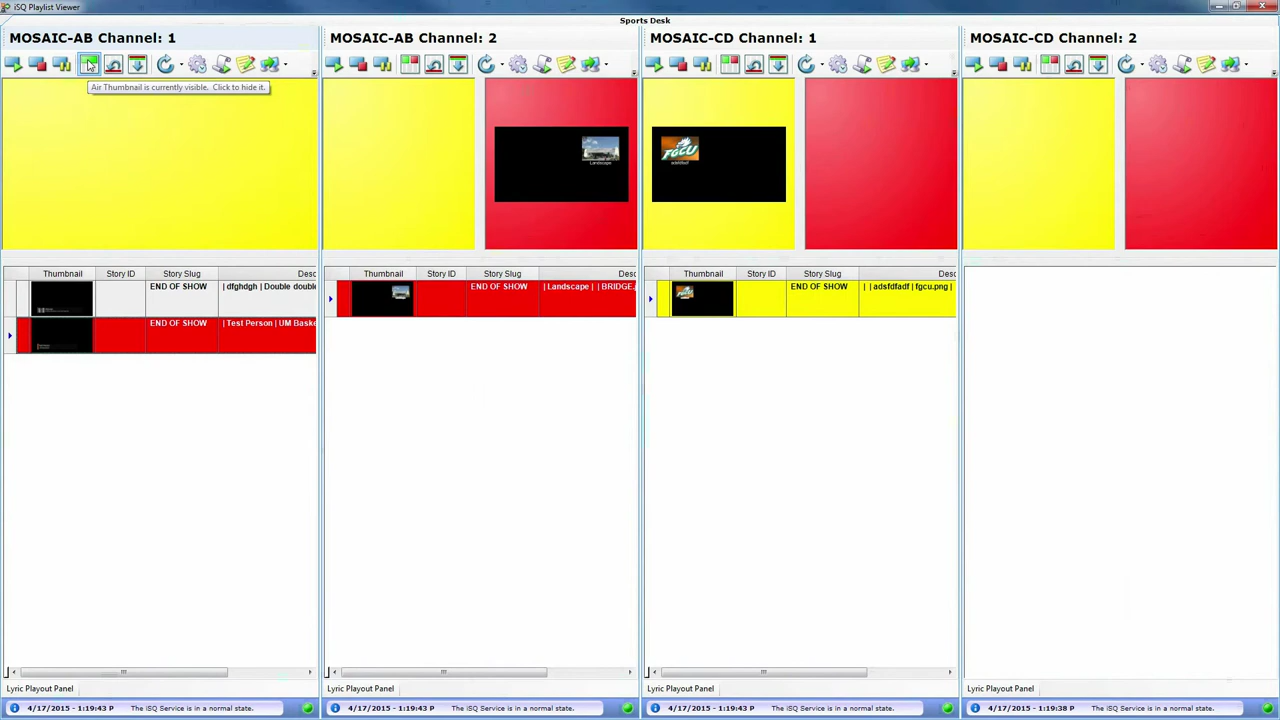 iSQ Playlist Viewer
Sports Desk
MOSAIC-AB Channel: 1
MOSAIC-AB Channel: 2
MOSAIC-CD Channel: 1
MOSAIC-CD Channel: 2
Air Thumbnail is currently visible. Click to hide it.
Landscape
FGCU
adsfdfadf
Thumbnail Story ID Story Slug Desc
END OF SHOW | dfghdgh | Double double
END OF SHOW | Test Person | UM Baske
Thumbnail Story ID Story Slug Desc
END OF SHOW | Landscape | | BRIDGE.j
Thumbnail Story ID Story Slug Desc
END OF SHOW | | adsfdfadf | fgcu.png |
Lyric Playout Panel
Lyric Playout Panel
Lyric Playout Panel
Lyric Playout Panel
4/17/2015 - 1:19:43 P The iSQ Service is in a normal state.
4/17/2015 - 1:19:43 P The iSQ Service is in a normal state.
4/17/2015 - 1:19:43 P The iSQ Service is in a normal state.
4/17/2015 - 1:19:38 P The iSQ Service is in a normal state.